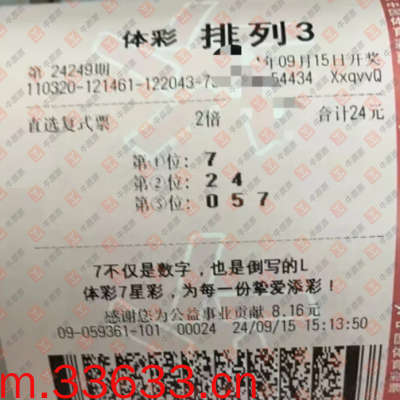 体彩 排列3
第 24249期 年09月15日开奖
110320-121461-122043-7 54434 XxqvvQ
直选复式票 2倍 合计24元
第①位: 7
第②位: 2 4
第③位: 0 5 7
7不仅是数字，也是倒写的L
体彩7星彩，为每一份挚爱添彩!
感谢您为公益事业贡献 8.16元
09-059361-101 00024 24/09/15 15:13:50
m.33633.cn